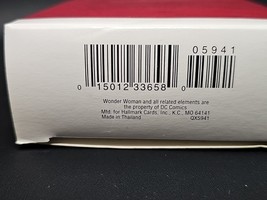 05941
0 15012 33658 0
Wonder Woman and all related elements are
the property of DC Comics
Mfd. for Hallmark Cards, Inc., K.C., MO 64141
Made in Thailand QX5941